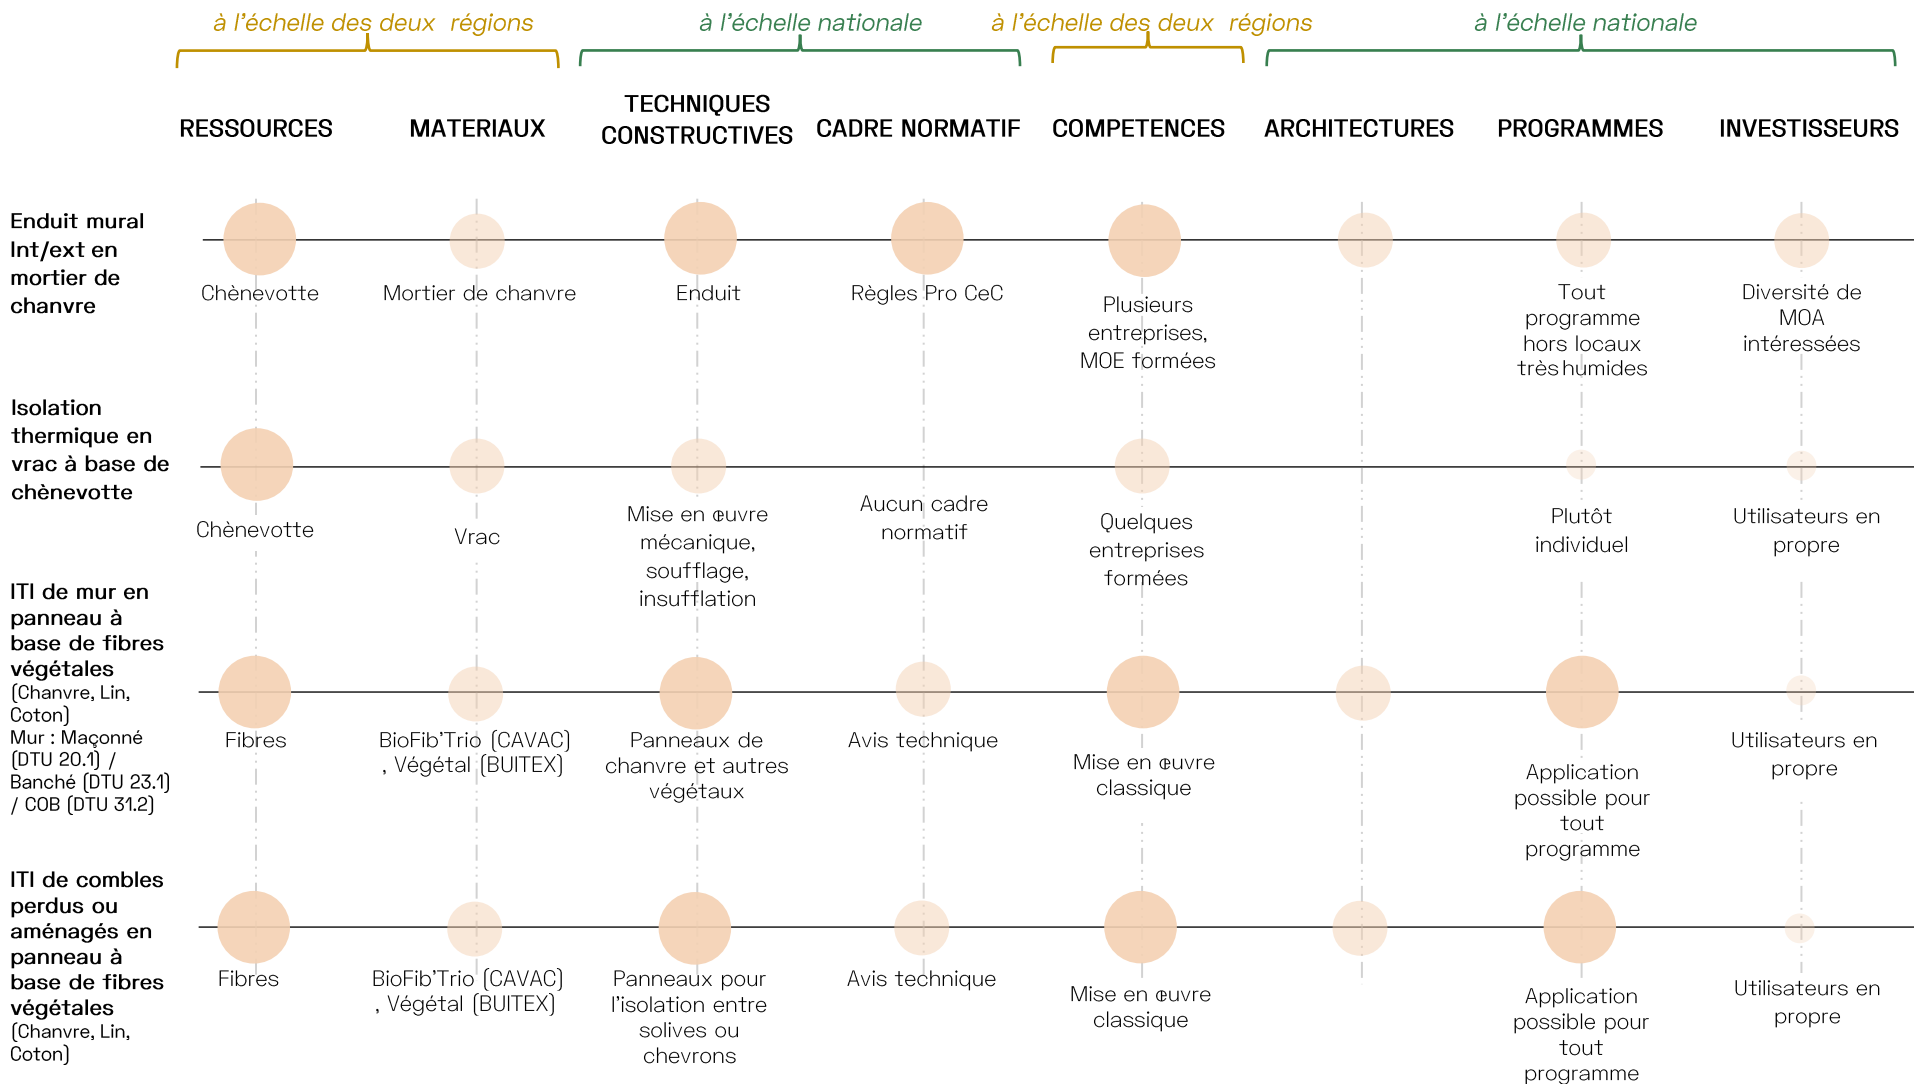 à l'échelle des deux régions
à l'échelle nationale
à l'échelle des deux régions
à l'échelle nationale
RESSOURCES
MATERIAUX
TECHNIQUES
CONSTRUCTIVES
CADRE NORMATIF
COMPETENCES
ARCHITECTURES
PROGRAMMES
INVESTISSEURS
Enduit mural
Int/ext en
mortier de
chanvre
Chènevotte
Mortier de chanvre
Enduit
Règles Pro CeC
Plusieurs
entreprises,
MOE formées
Tout
programme
hors locaux
très humides
Diversité de
MOA
intéressées
Isolation
thermique en
vrac à base de
chènevotte
Chènevotte
Vrac
Mise en œuvre
mécanique,
soufflage,
insufflation
Aucun cadre
normatif
Quelques
entreprises
formées
Plutôt
individuel
Utilisateurs en
propre
ITI de mur en
panneau à
base de fibres
végétales
(Chanvre, Lin,
Coton)
Mur : Maçonné
(DTU 20.1) /
Banché (DTU 23.1)
/ COB (DTU 31.2)
Fibres
BioFib'Trio (CAVAC)
, Végétal (BUITEX)
Panneaux de
chanvre et autres
végétaux
Avis technique
Mise en œuvre
classique
Application
possible pour
tout
programme
Utilisateurs en
propre
ITI de combles
perdus ou
aménagés en
panneau à
base de fibres
végétales
(Chanvre, Lin,
Coton)
Fibres
BioFib'Trio (CAVAC)
, Végétal (BUITEX)
Panneaux pour
l'isolation entre
solives ou
chevrons
Avis technique
Mise en œuvre
classique
Application
possible pour
tout
programme
Utilisateurs en
propre